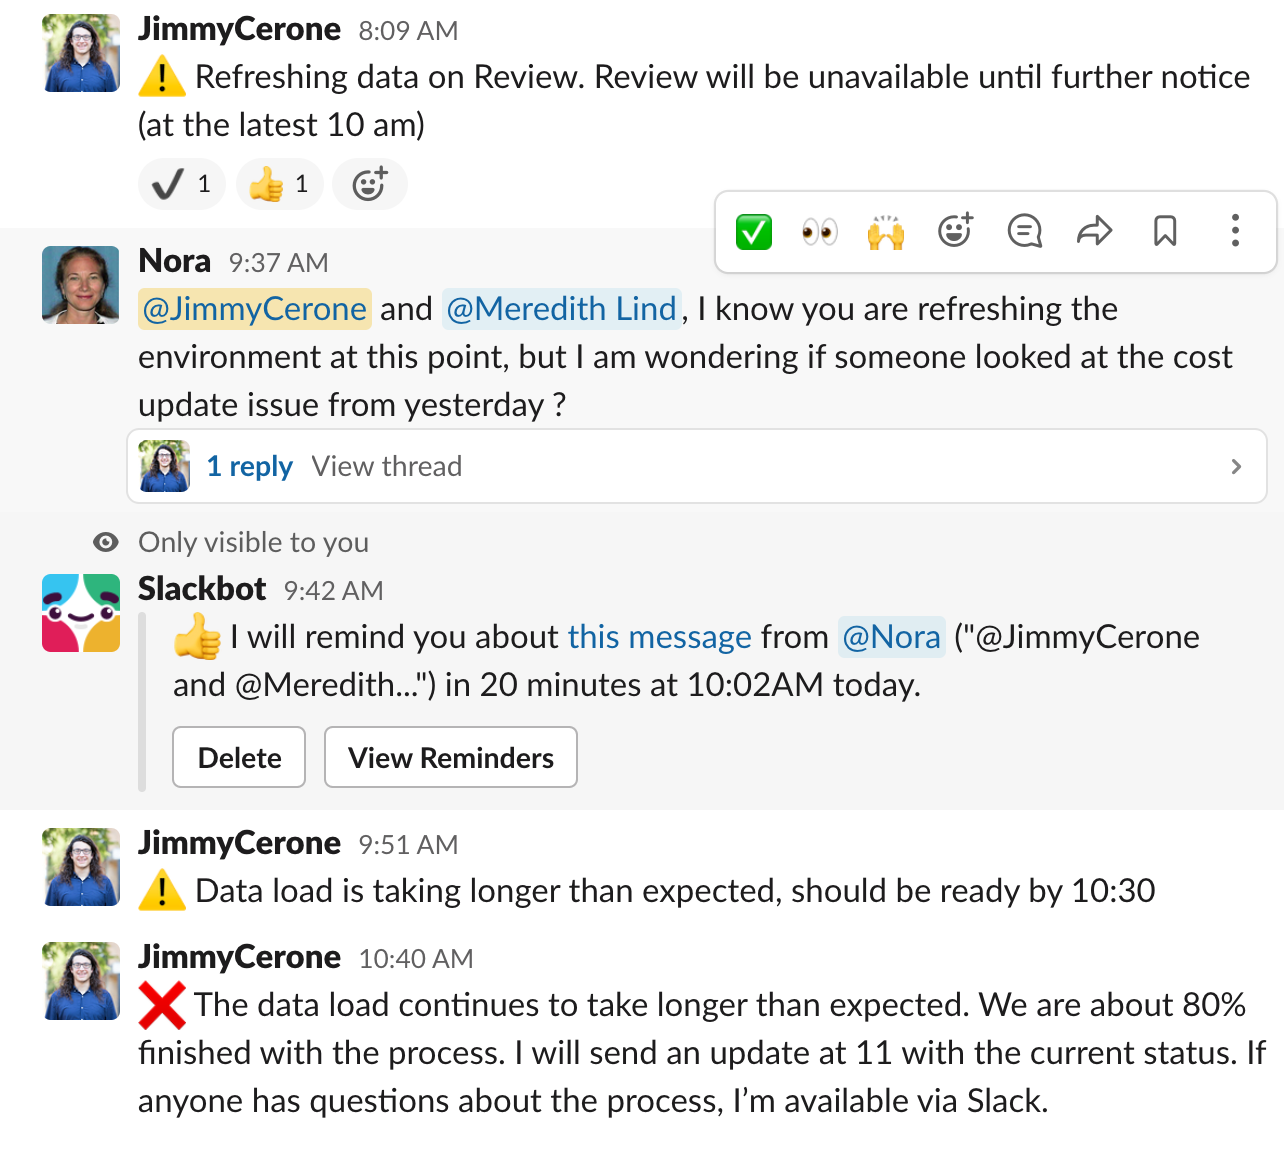 JimmyCerone 8:09 AM
⚠️ Refreshing data on Review. Review will be unavailable until further notice
(at the latest 10 am)
1 1
Nora 9:37 AM
@JimmyCerone and @Meredith Lind, I know you are refreshing the
environment at this point, but I am wondering if someone looked at the cost
update issue from yesterday ?
1 reply View thread
Only visible to you
Slackbot 9:42 AM
👍 I will remind you about this message from @Nora ("@JimmyCerone
and @Meredith...") in 20 minutes at 10:02AM today.
Delete View Reminders
JimmyCerone 9:51 AM
⚠️ Data load is taking longer than expected, should be ready by 10:30
JimmyCerone 10:40 AM
❌ The data load continues to take longer than expected. We are about 80%
finished with the process. I will send an update at 11 with the current status. If
anyone has questions about the process, I’m available via Slack.